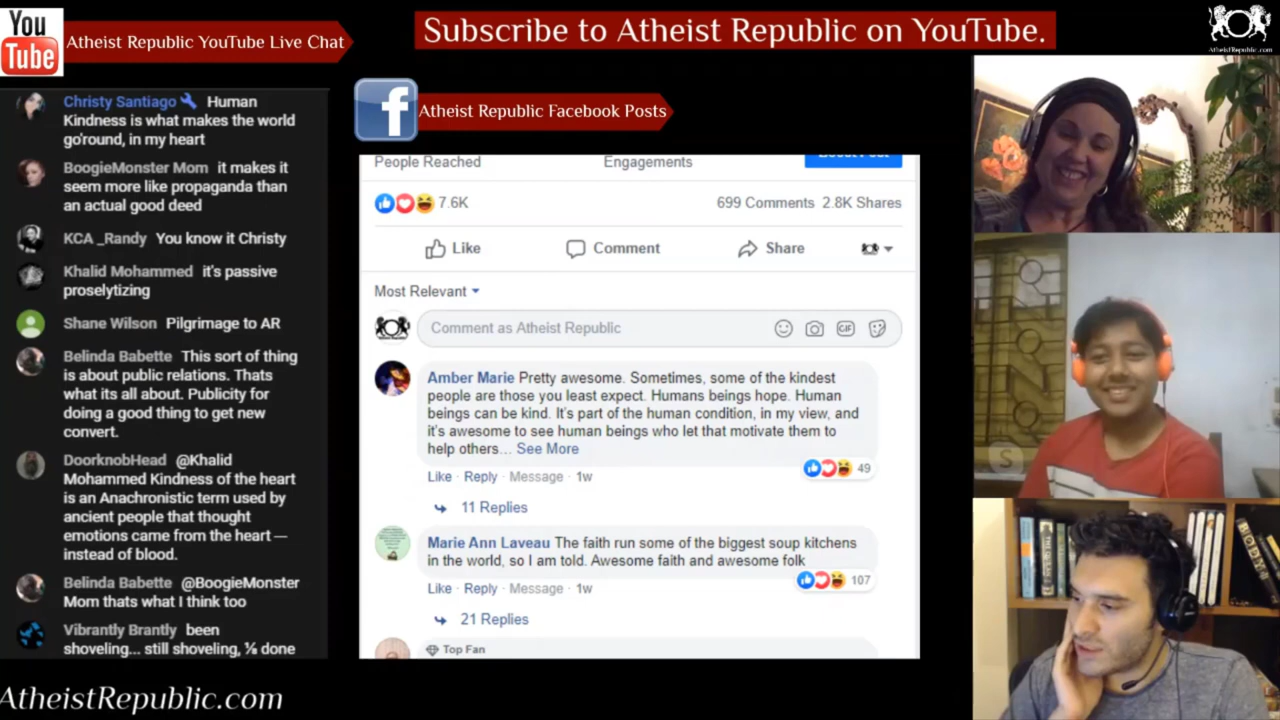 You
Tube
Atheist Republic YouTube Live Chat
Subscribe to Atheist Republic on YouTube.
AtheistRepublic.com
Christy Santiago Human
Kindness is what makes the world
go'round, in my heart
BoogieMonster Mom it makes it
seem more like propaganda than
an actual good deed
KCA _Randy You know it Christy
Khalid Mohammed it's passive
proselytizing
Shane Wilson Pilgrimage to AR
Belinda Babette This sort of thing
is about public relations. Thats
what its all about. Publicity for
doing a good thing to get new
convert.
DoorknobHead @Khalid
Mohammed Kindness of the heart
is an Anachronistic term used by
ancient people that thought
emotions came from the heart —
instead of blood.
Belinda Babette @BoogieMonster
Mom thats what I think too
Vibrantly Brantly been
shoveling... still shoveling, ⅛ done
f
Atheist Republic Facebook Posts
People Reached Engagements Boost Post
7.6K 699 Comments 2.8K Shares
Like Comment Share
Most Relevant
Comment as Atheist Republic GIF
Amber Marie Pretty awesome. Sometimes, some of the kindest
people are those you least expect. Humans beings hope. Human
beings can be kind. It's part of the human condition, in my view, and
it's awesome to see human beings who let that motivate them to
help others... See More
49
Like · Reply · Message · 1w
11 Replies
Marie Ann Laveau The faith run some of the biggest soup kitchens
in the world, so I am told. Awesome faith and awesome folk
107
Like · Reply · Message · 1w
21 Replies
Top Fan
S
AtheistRepublic.com